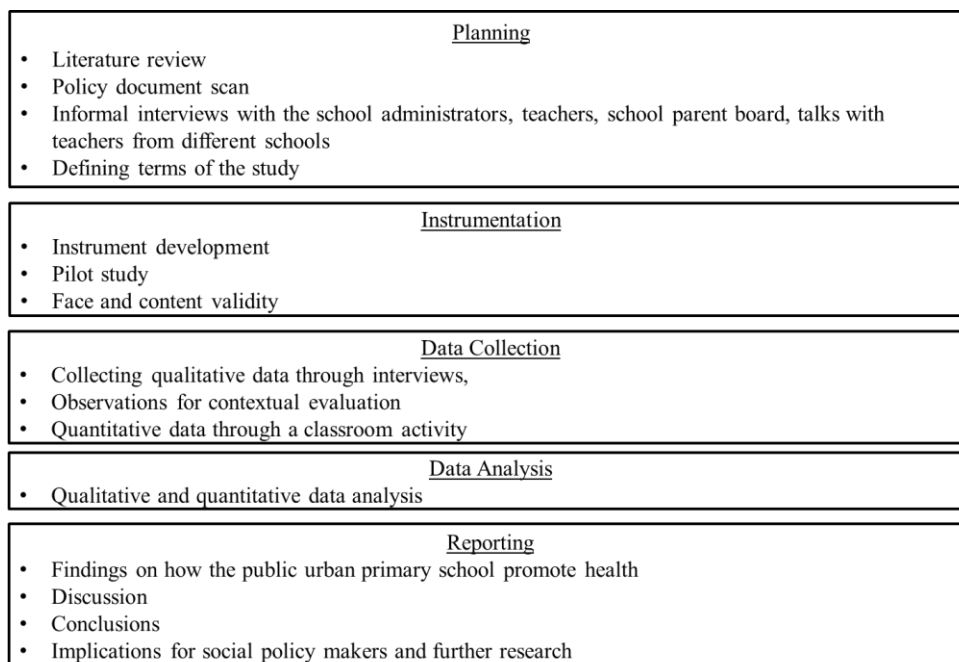 Planning
• Literature review
• Policy document scan
• Informal interviews with the school administrators, teachers, school parent board, talks with
teachers from different schools
• Defining terms of the study
Instrumentation
• Instrument development
• Pilot study
• Face and content validity
Data Collection
• Collecting qualitative data through interviews,
• Observations for contextual evaluation
• Quantitative data through a classroom activity
Data Analysis
• Qualitative and quantitative data analysis
Reporting
• Findings on how the public urban primary school promote health
• Discussion
• Conclusions
• Implications for social policy makers and further research